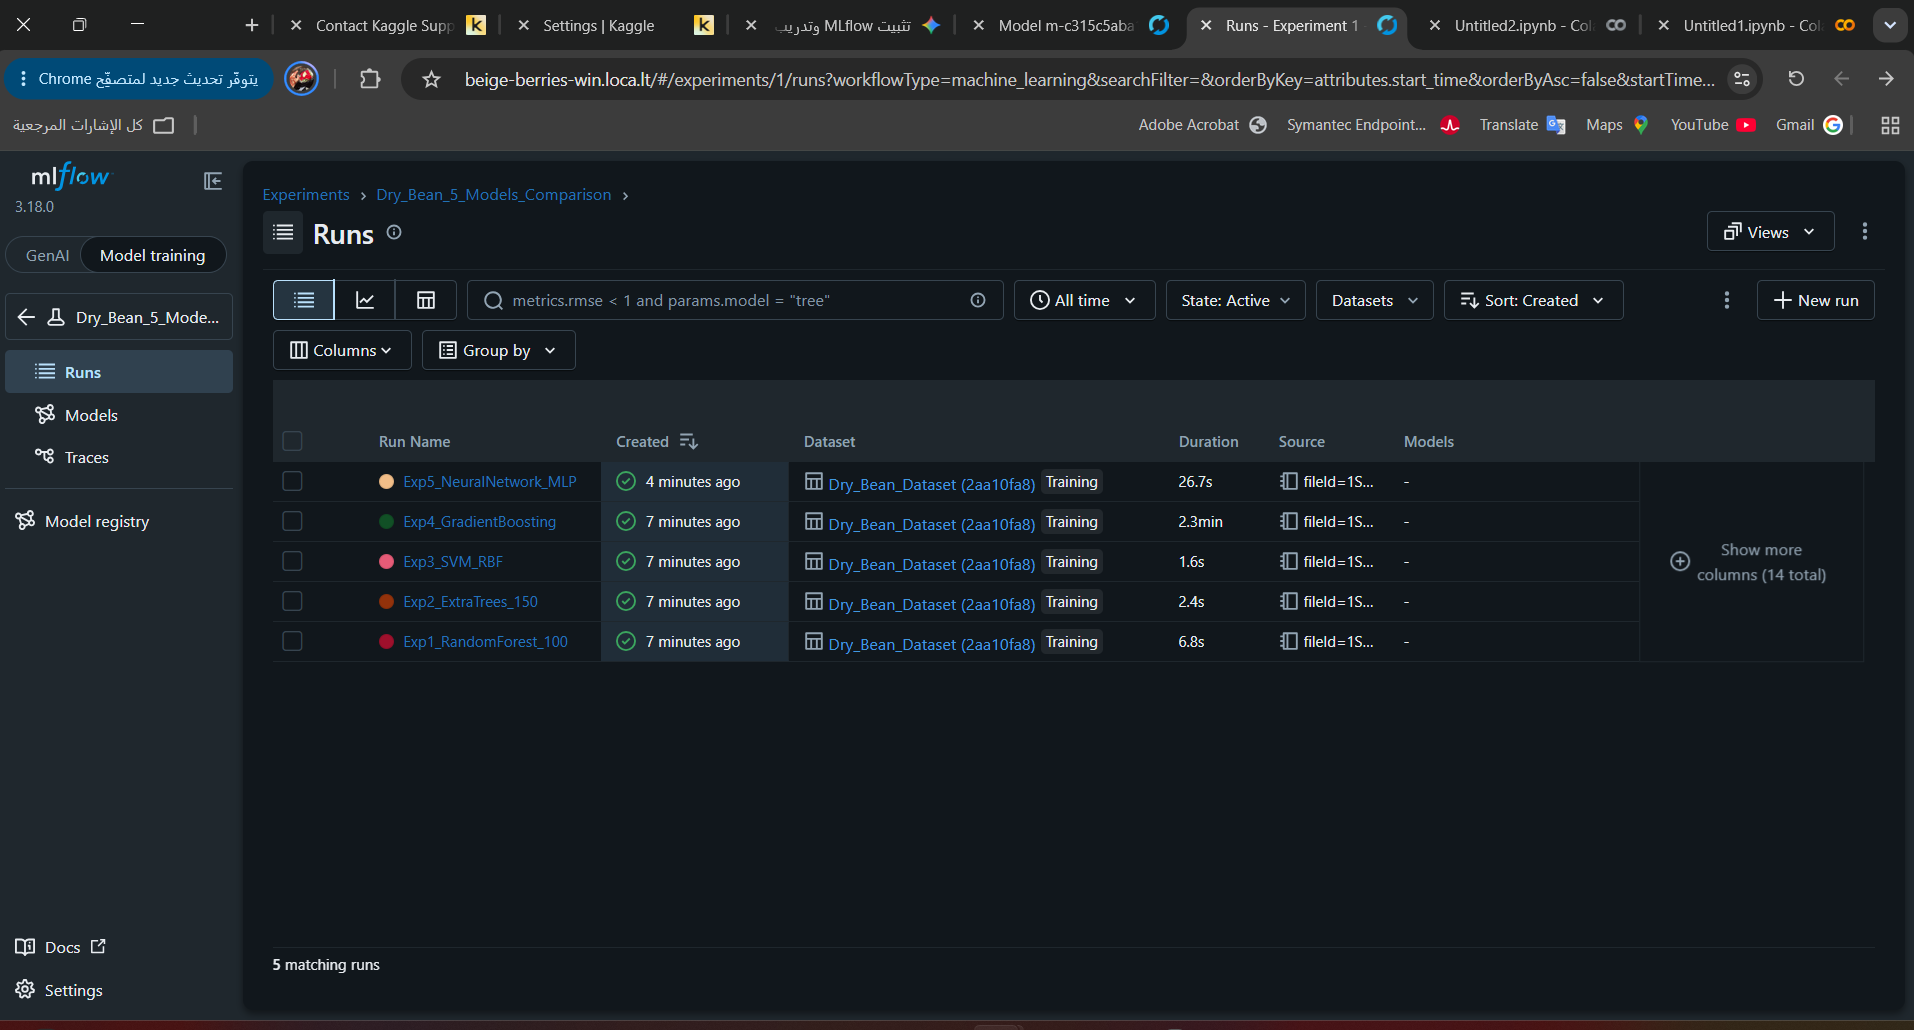 Contact Kaggle Supp
Settings | Kaggle
تثبيت MLflow وتدريب
Model m-c315c5aba
Runs - Experiment 1
Untitled2.ipynb - Col
Untitled1.ipynb - Col
يتوفّر تحديث جديد لمتصفّح Chrome
beige-berries-win.loca.lt/#/experiments/1/runs?workflowType=machine_learning&searchFilter=&orderByKey=attributes.start_time&orderByAsc=false&startTime...
كل الإشارات المرجعية
Adobe Acrobat
Symantec Endpoint...
Translate
Maps
YouTube
Gmail
mlflow
3.18.0
GenAI
Model training
Dry_Bean_5_Mode...
Runs
Models
Traces
Model registry
Docs
Settings
Experiments > Dry_Bean_5_Models_Comparison >
Runs
Views
metrics.rmse < 1 and params.model = "tree"
All time
State: Active
Datasets
Sort: Created
New run
Columns
Group by
Run Name Created Dataset Duration Source Models
Exp5_NeuralNetwork_MLP 4 minutes ago Dry_Bean_Dataset (2aa10fa8) Training 26.7s fileId=1S... -
Exp4_GradientBoosting 7 minutes ago Dry_Bean_Dataset (2aa10fa8) Training 2.3min fileId=1S... -
Exp3_SVM_RBF 7 minutes ago Dry_Bean_Dataset (2aa10fa8) Training 1.6s fileId=1S... -
Exp2_ExtraTrees_150 7 minutes ago Dry_Bean_Dataset (2aa10fa8) Training 2.4s fileId=1S... -
Exp1_RandomForest_100 7 minutes ago Dry_Bean_Dataset (2aa10fa8) Training 6.8s fileId=1S... -
Show more
columns (14 total)
5 matching runs